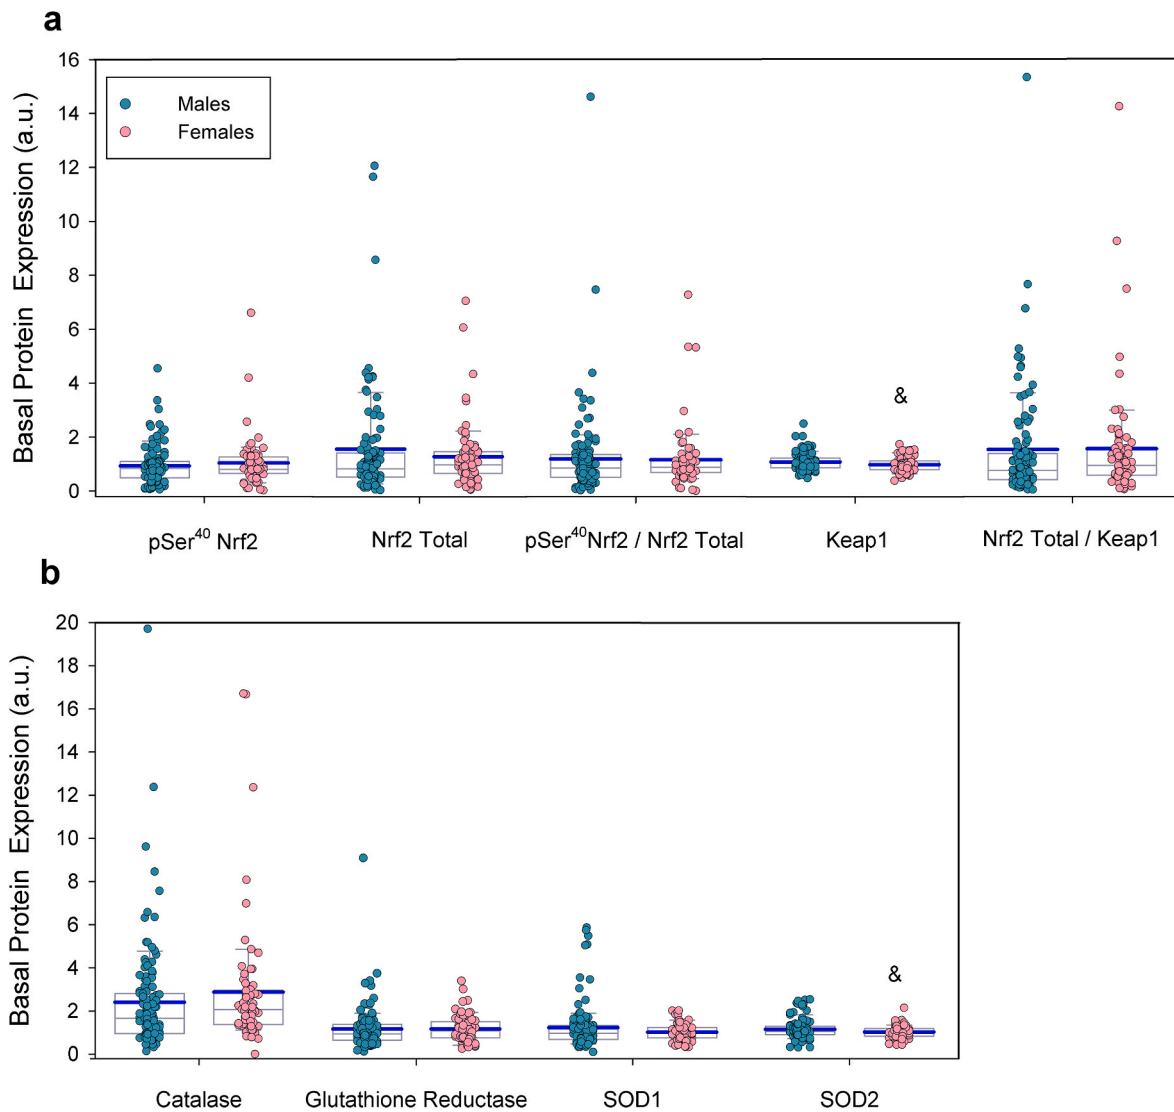 a
Basal Protein Expression (a.u.)
16
14
12
10
8
6
4
2
0
Males
Females
&
pSer⁴⁰ Nrf2
Nrf2 Total
pSer⁴⁰Nrf2 / Nrf2 Total
Keap1
Nrf2 Total / Keap1
b
Basal Protein Expression (a.u.)
20
18
16
14
12
10
8
6
4
2
0
&
Catalase
Glutathione Reductase
SOD1
SOD2